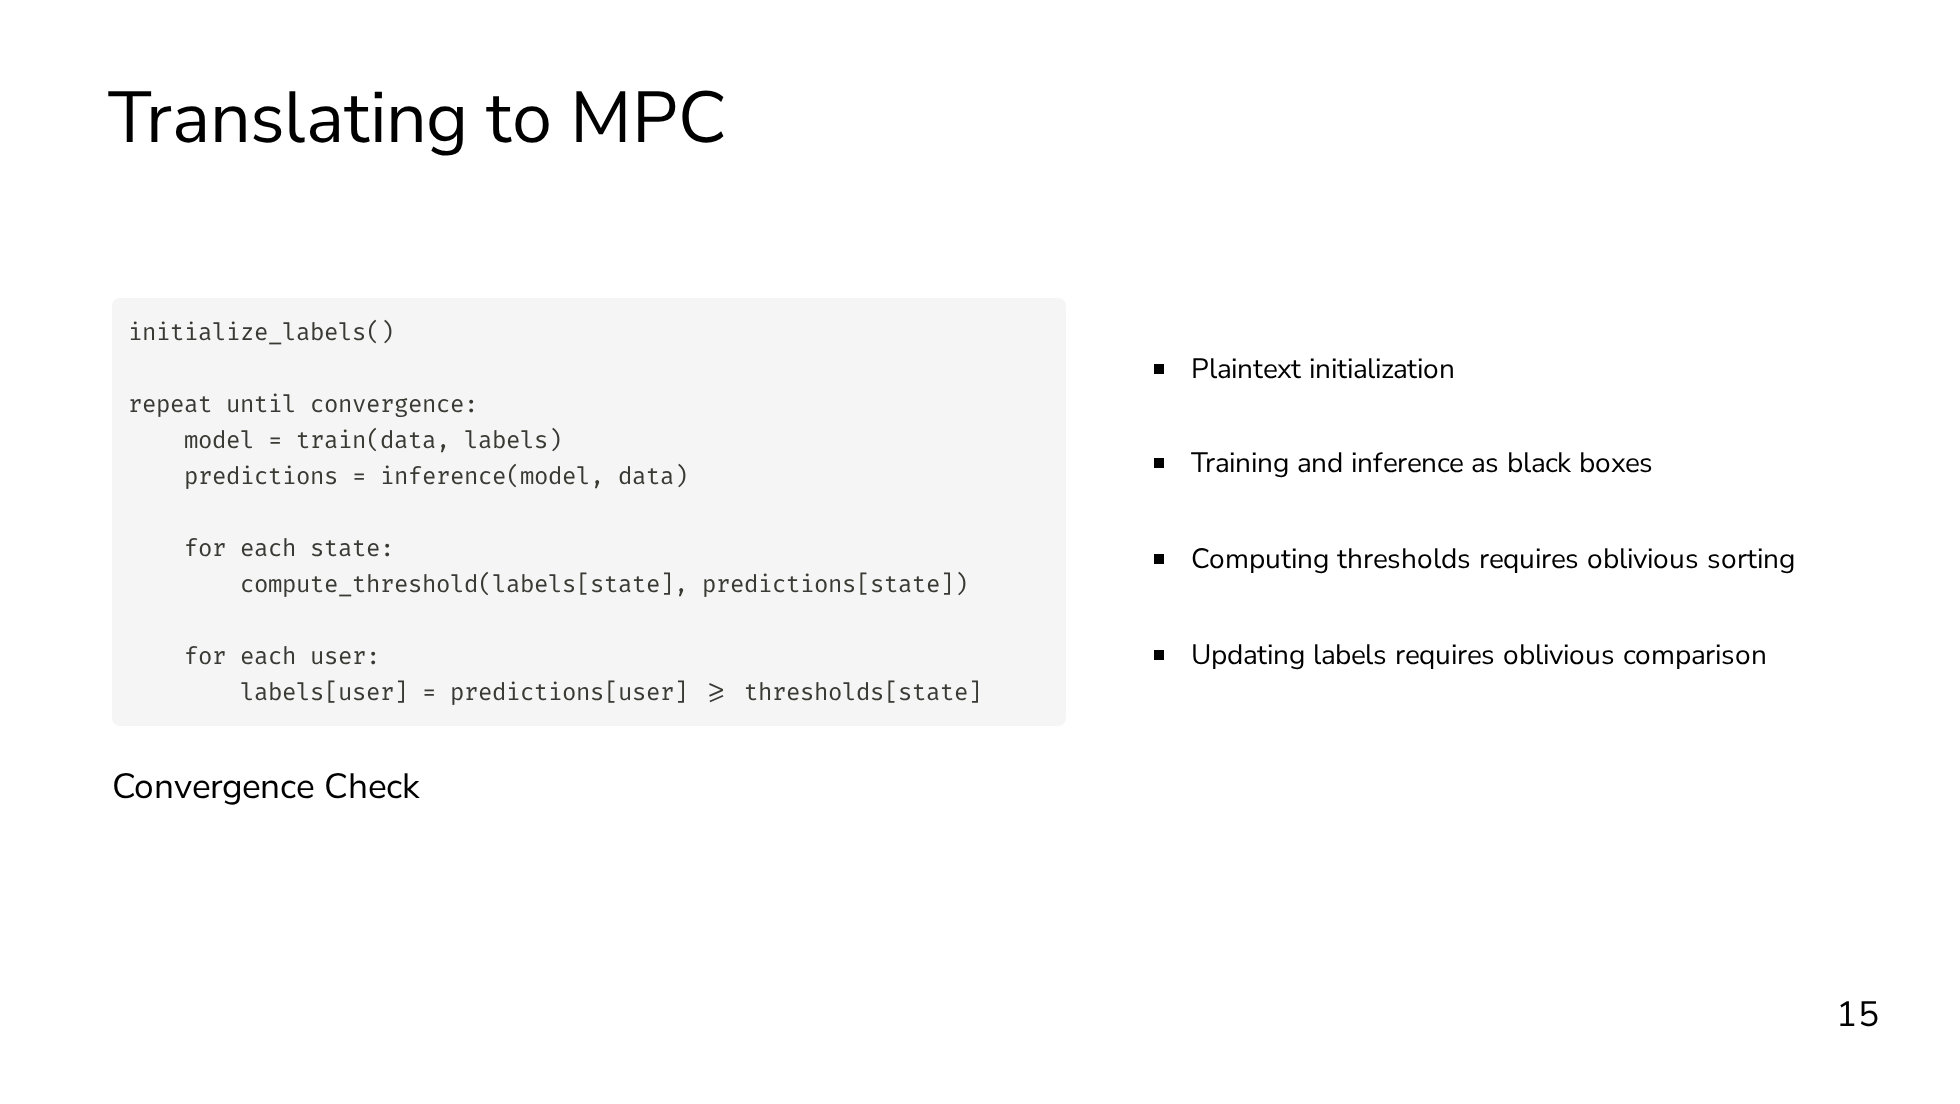 Translating to MPC
initialize_labels()
repeat until convergence:
    model = train(data, labels)
    predictions = inference(model, data)
    for each state:
        compute_threshold(labels[state], predictions[state])
    for each user:
        labels[user] = predictions[user] ⩾ thresholds[state]
Convergence Check
▪ Plaintext initialization
▪ Training and inference as black boxes
▪ Computing thresholds requires oblivious sorting
▪ Updating labels requires oblivious comparison
15